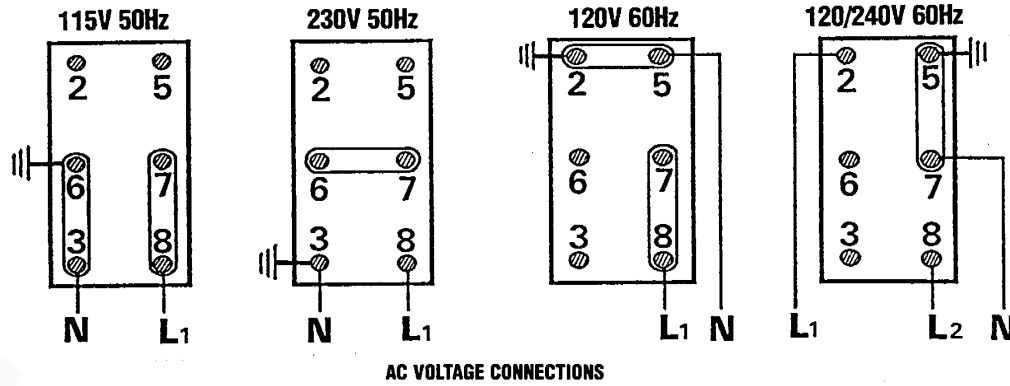 115V 50Hz 230V 50Hz 120V 60Hz 120/240V 60Hz
2 5 2 5 2 5 2 5
6 7 6 7 6 7 6 7
3 8 3 8 3 8 3 8
N L1 N L1 L1 N L1 L2 N
AC VOLTAGE CONNECTIONS